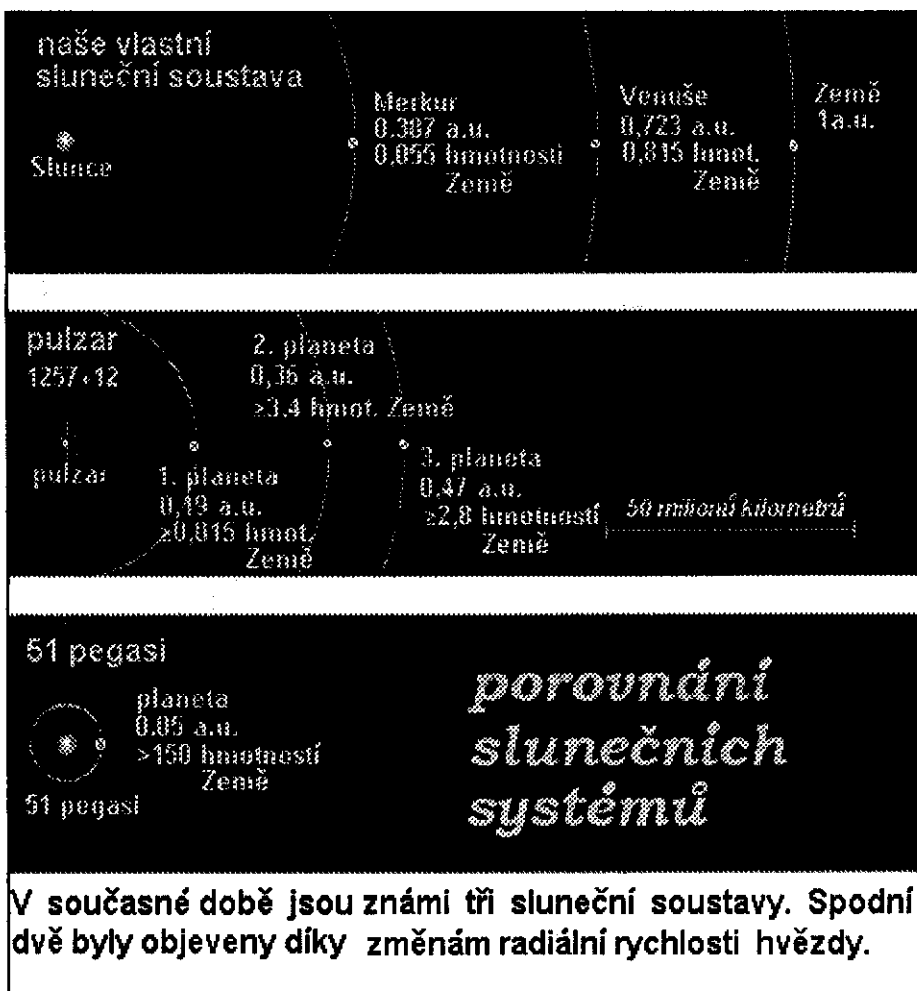 naše vlastní
sluneční soustava
Slunce
Merkur
0.387 a.u.
0,055 hmotnosti
Země
Venuše
0,723 a.u.
0,815 hmot.
Země
Země
1a.u.
pulzar
1257+12
pulzar
1. planeta
0,19 a.u.
≥0,815 hmot.
Země
2. planeta
0,36 a.u.
≥3.4 hmot. Země
3. planeta
0,47 a.u.
≥2,8 hmotností
Země
50 milionů kilometrů
51 pegasi
planeta
0.05 a.u.
>150 hmotností
Země
51 pegasi
porovnání
slunečních
systémů
V současné době jsou známi tři sluneční soustavy. Spodní
dvě byly objeveny díky změnám radiální rychlosti hvězdy.